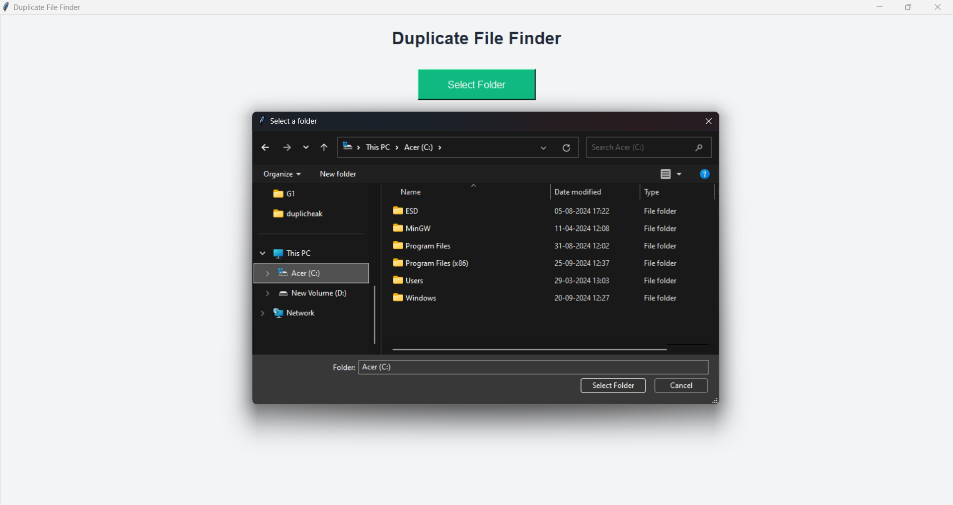 Duplicate File Finder
Duplicate File Finder
Select Folder
Select a folder
This PC › Acer (C:) ›
Search Acer (C:)
Organize
New folder
?
G1
duplicheak
This PC
Acer (C:)
New Volume (D:)
Network
Name Date modified Type
ESD 05-08-2024 17:22 File folder
MinGW 11-04-2024 12:08 File folder
Program Files 31-08-2024 12:02 File folder
Program Files (x86) 25-09-2024 12:37 File folder
Users 29-03-2024 13:03 File folder
Windows 20-09-2024 12:27 File folder
Folder: Acer (C:)
Select Folder
Cancel